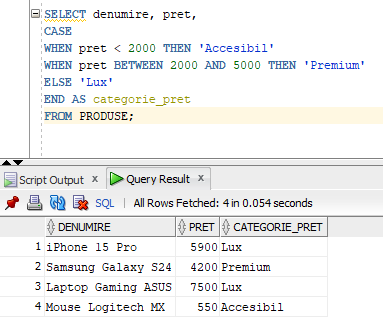 SELECT denumire, pret,
CASE
WHEN pret < 2000 THEN 'Accesibil'
WHEN pret BETWEEN 2000 AND 5000 THEN 'Premium'
ELSE 'Lux'
END AS categorie_pret
FROM PRODUSE;
Script Output x Query Result x
SQL | All Rows Fetched: 4 in 0.054 seconds
DENUMIRE PRET CATEGORIE_PRET
1 iPhone 15 Pro 5900 Lux
2 Samsung Galaxy S24 4200 Premium
3 Laptop Gaming ASUS 7500 Lux
4 Mouse Logitech MX 550 Accesibil